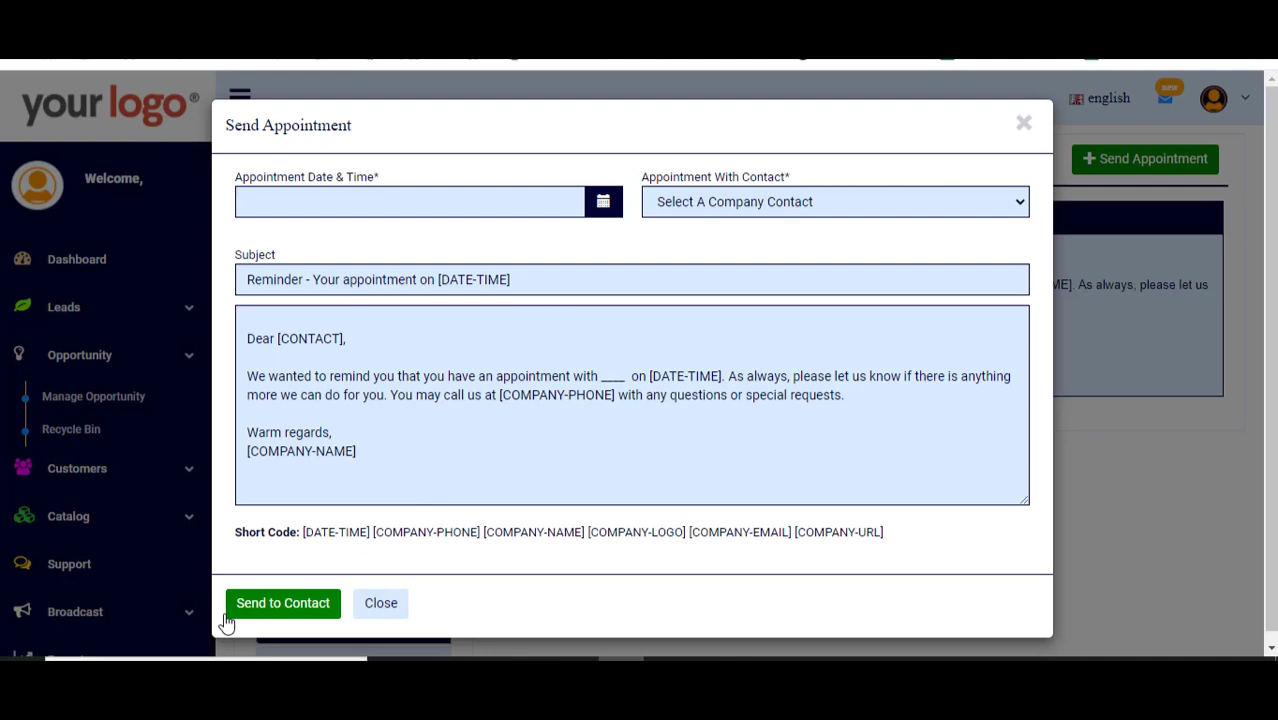 your logo®
english
NEW
Send Appointment
×
+ Send Appointment
Welcome,
Appointment Date & Time*
Appointment With Contact*
Select A Company Contact
Dashboard
Subject
Reminder - Your appointment on [DATE-TIME]
ME]. As always, please let us
Leads
Dear [CONTACT],
Opportunity
We wanted to remind you that you have an appointment with ____ on [DATE-TIME]. As always, please let us know if there is anything
more we can do for you. You may call us at [COMPANY-PHONE] with any questions or special requests.
Manage Opportunity
Recycle Bin
Warm regards,
[COMPANY-NAME]
Customers
Catalog
Short Code: [DATE-TIME] [COMPANY-PHONE] [COMPANY-NAME] [COMPANY-LOGO] [COMPANY-EMAIL] [COMPANY-URL]
Support
Broadcast
Send to Contact
Close